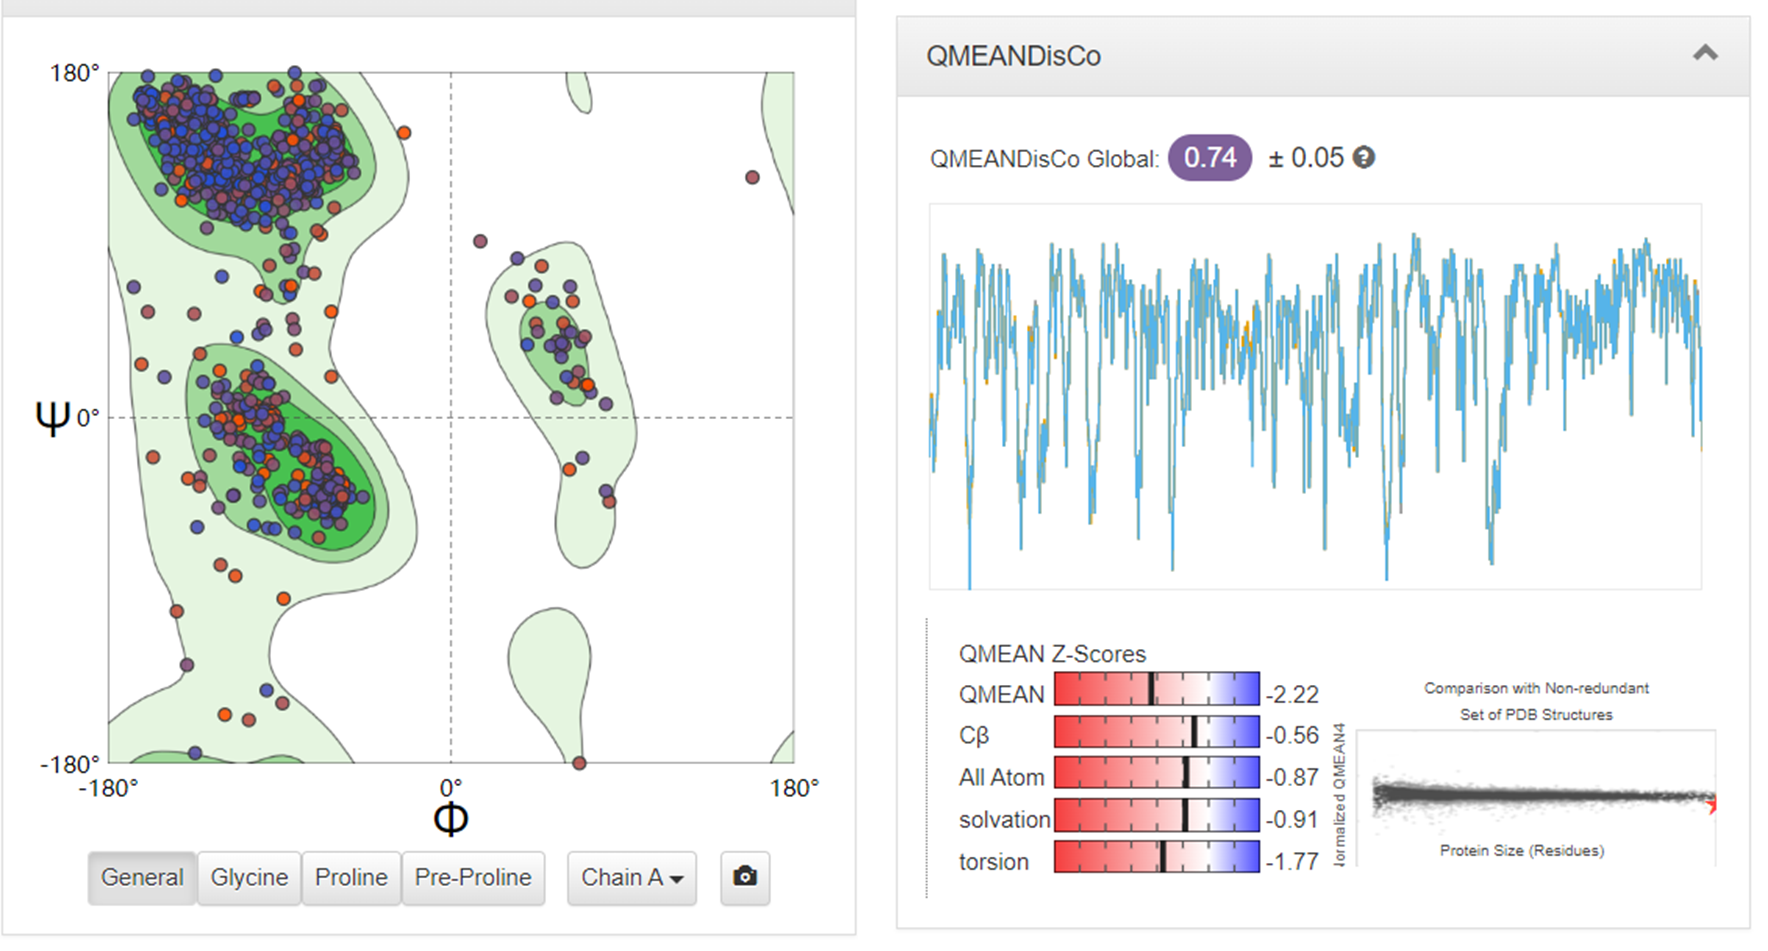 180°
Ψ 0°
-180°
-180° 0° 180°
Φ
General Glycine Proline Pre-Proline Chain A
QMEANDisCo
QMEANDisCo Global: 0.74 ± 0.05 ?
QMEAN Z-Scores
QMEAN -2.22
Cβ -0.56
All Atom -0.87
solvation -0.91
torsion -1.77
Comparison with Non-redundant
Set of PDB Structures
QMEAN4
Protein Size (Residues)